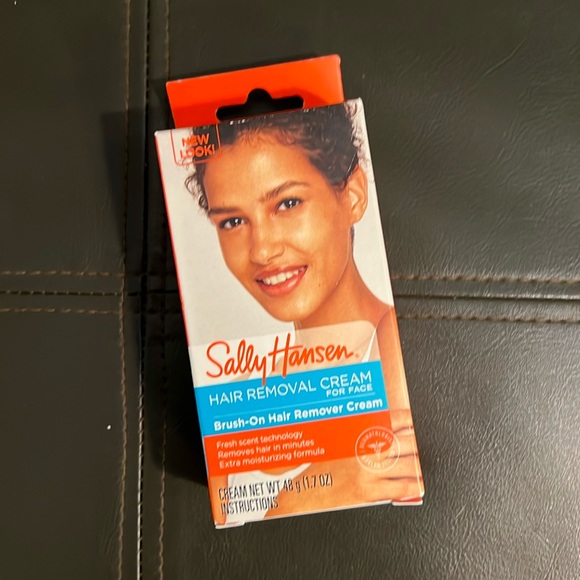 NEW
LOOK!
Sally Hansen®
HAIR REMOVAL CREAM
FOR FACE
Brush-On Hair Remover Cream
Fresh scent technology
Removes hair in minutes
Extra moisturizing formula
CREAM NET WT 48 g (1.7 OZ)
INSTRUCTIONS